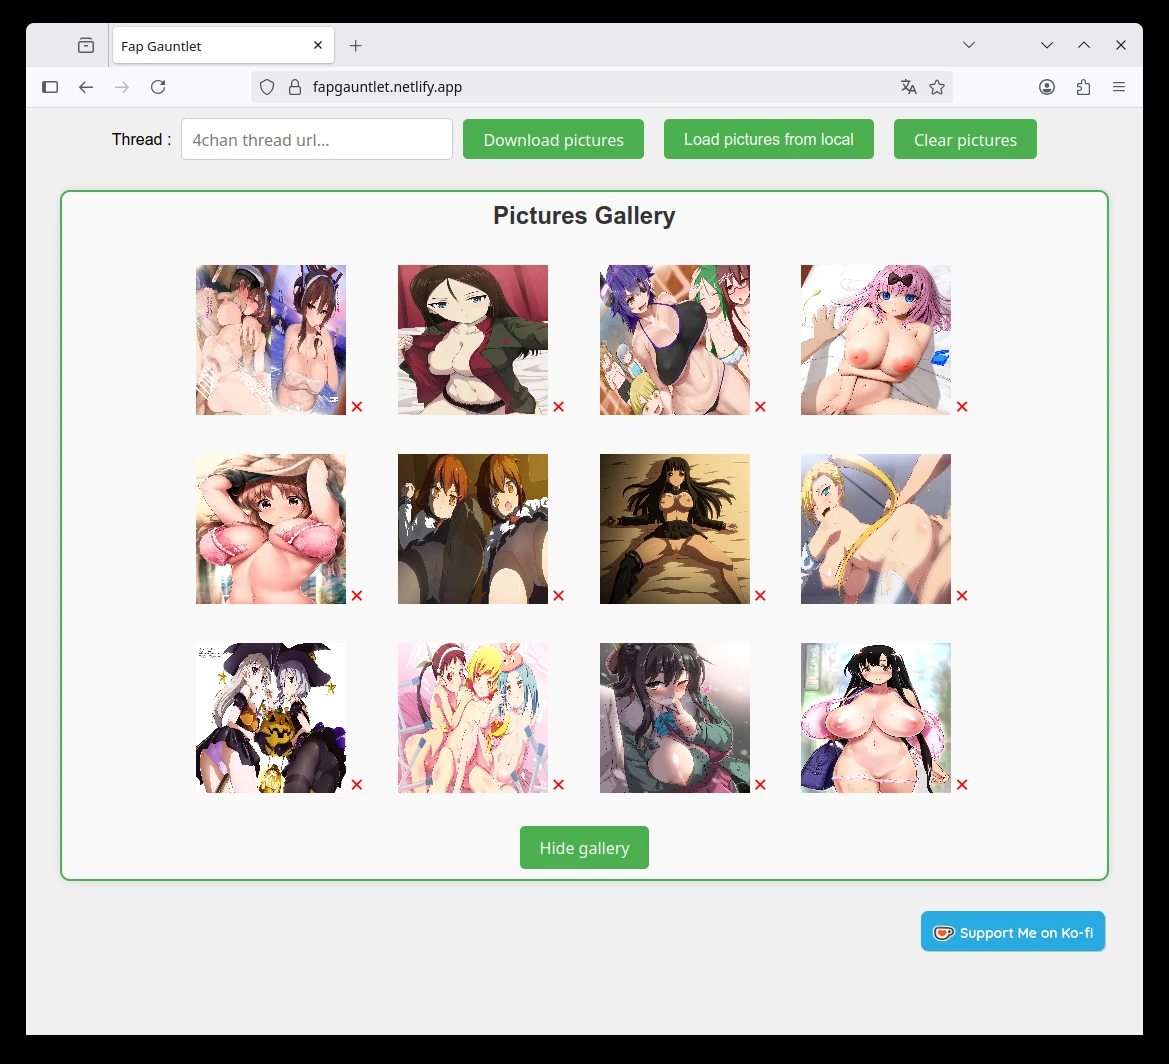 Fap Gauntlet
fapgauntlet.netlify.app
Thread :
4chan thread url...
Download pictures
Load pictures from local
Clear pictures
Pictures Gallery
Hide gallery
Support Me on Ko-fi